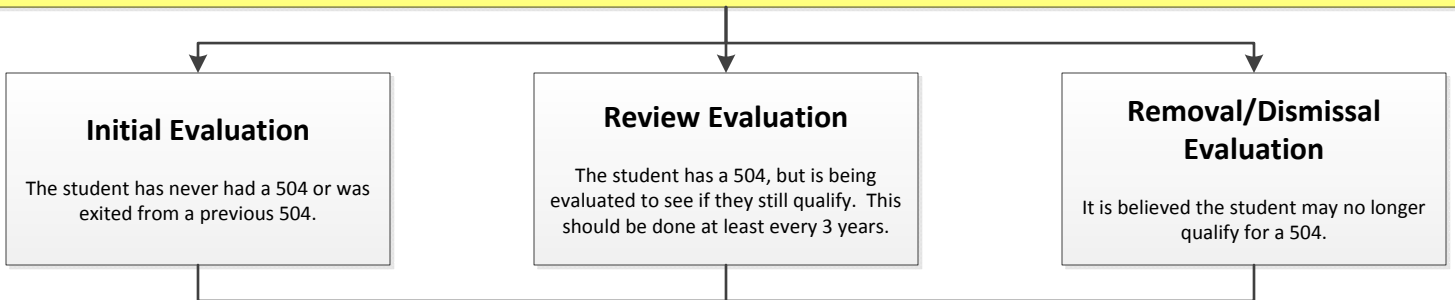 Initial Evaluation
The student has never had a 504 or was
exited from a previous 504.
Review Evaluation
The student has a 504, but is being
evaluated to see if they still qualify.  This
should be done at least every 3 years.
Removal/Dismissal
Evaluation
It is believed the student may no longer
qualify for a 504.